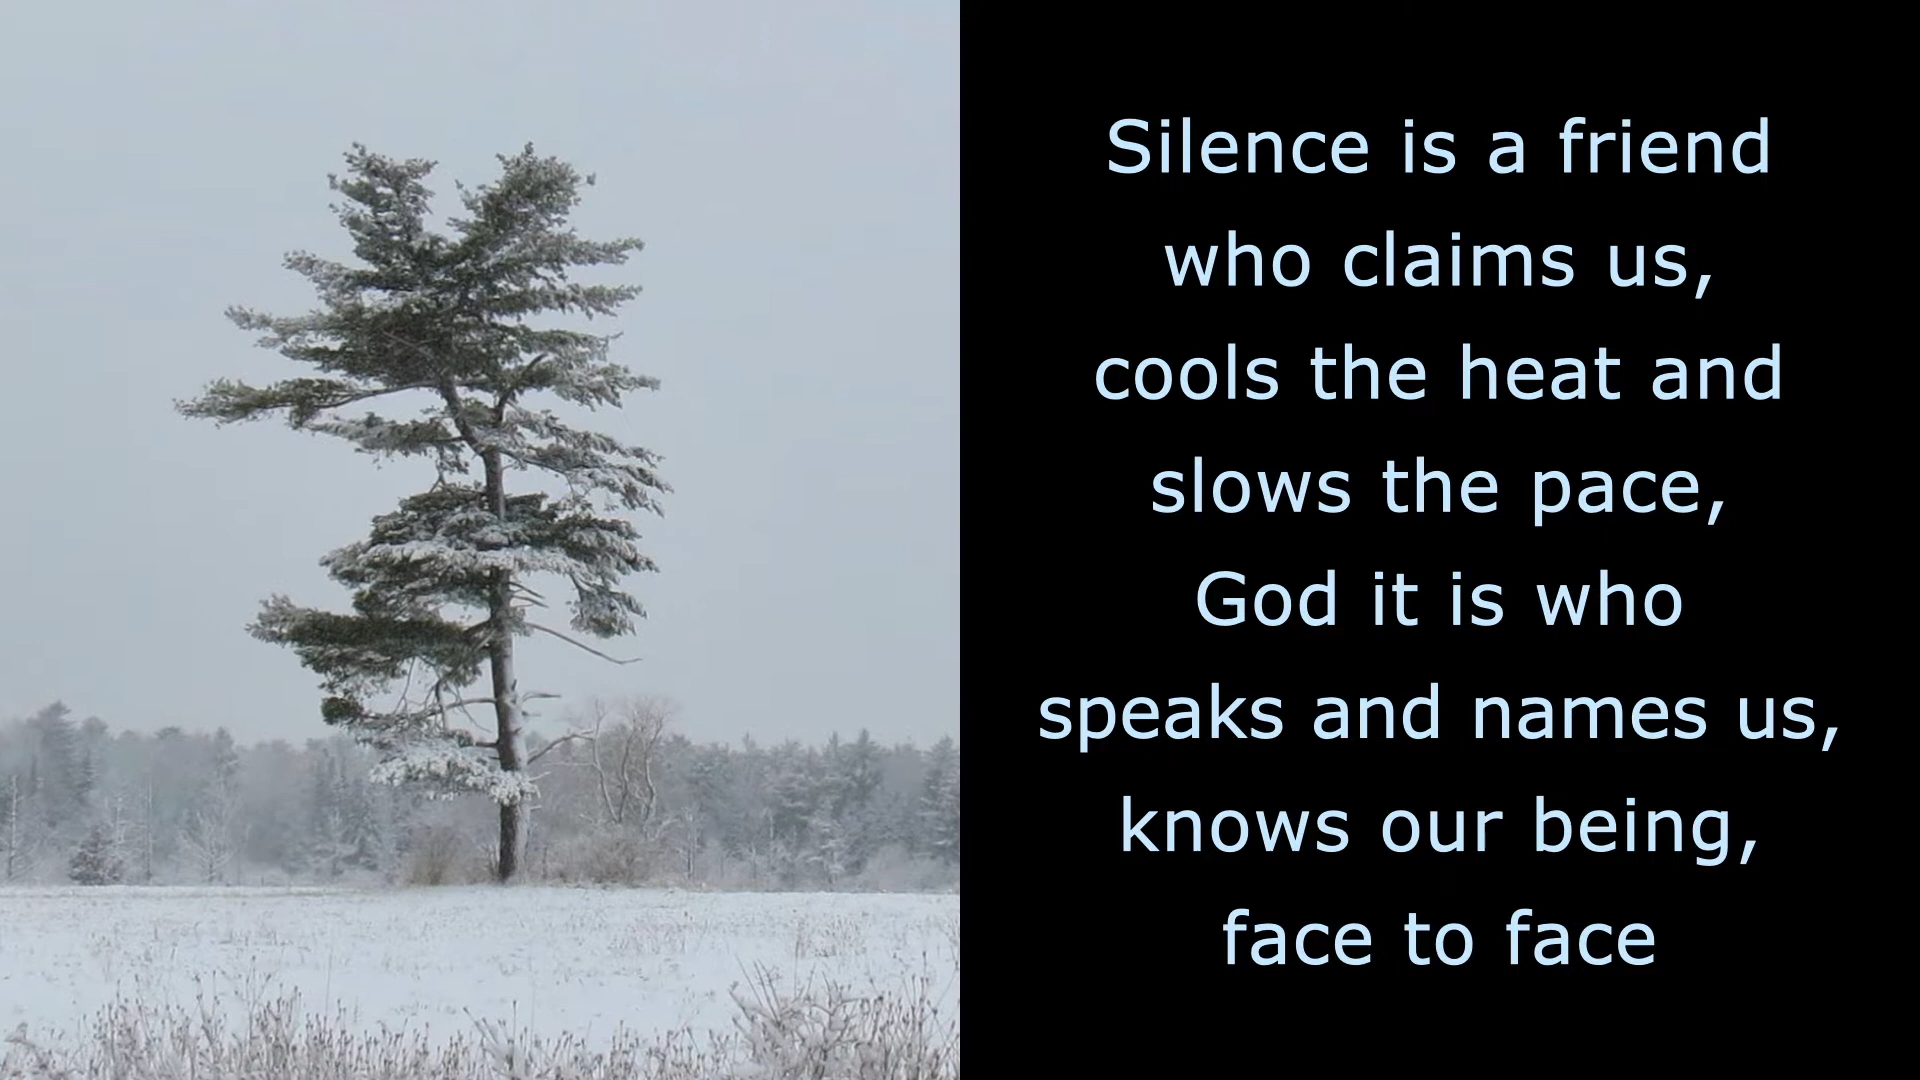 Silence is a friend
who claims us,
cools the heat and
slows the pace,
God it is who
speaks and names us,
knows our being,
face to face